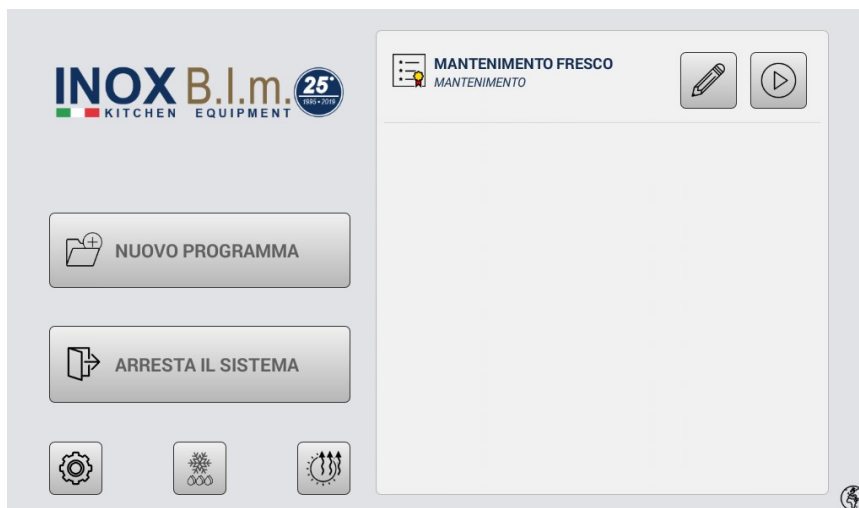 INOX B.I.m.
25°
1995 • 2019
KITCHEN EQUIPMENT
MANTENIMENTO FRESCO
MANTENIMENTO
NUOVO PROGRAMMA
ARRESTA IL SISTEMA